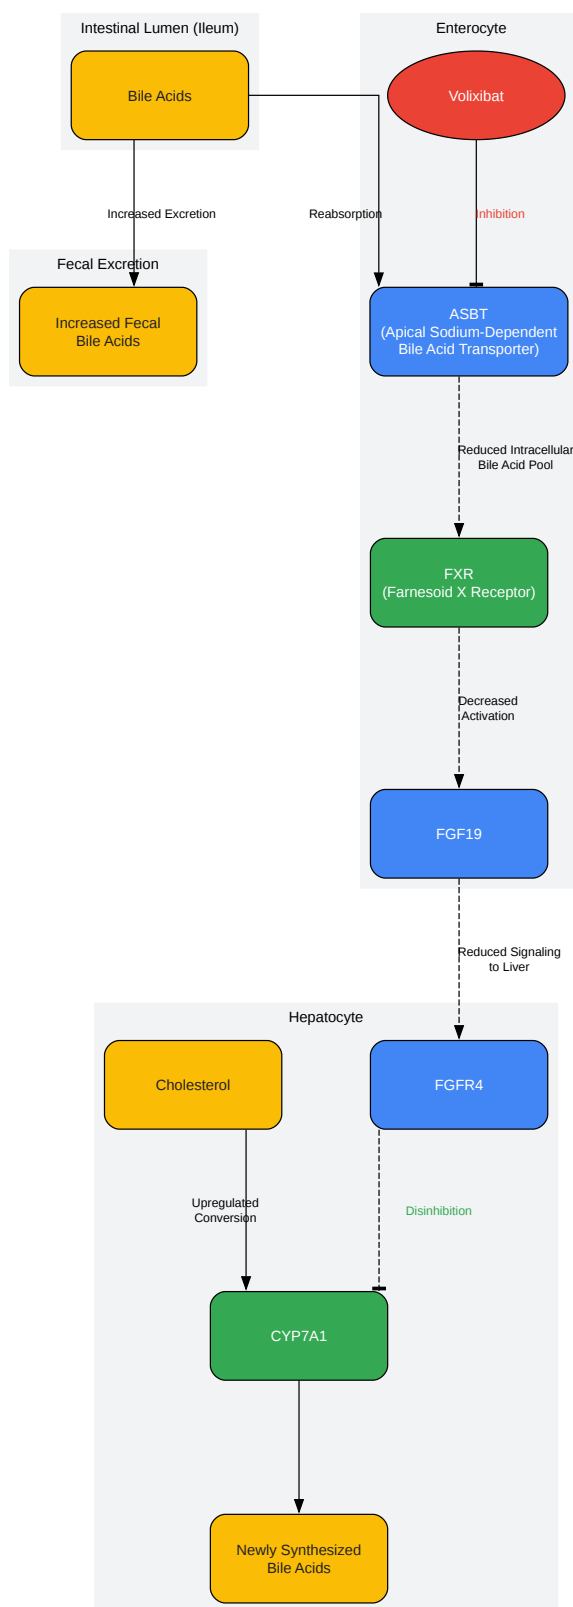 Intestinal Lumen (Ileum)
Enterocyte
Bile Acids
Volixibat
Increased Excretion
Reabsorption
Inhibition
Fecal Excretion
Increased Fecal
Bile Acids
ASBT
(Apical Sodium-Dependent
Bile Acid Transporter)
Reduced Intracellular
Bile Acid Pool
FXR
(Farnesoid X Receptor)
Decreased
Activation
FGF19
Reduced Signaling
to Liver
Hepatocyte
Cholesterol
FGFR4
Upregulated
Conversion
Disinhibition
CYP7A1
Newly Synthesized
Bile Acids